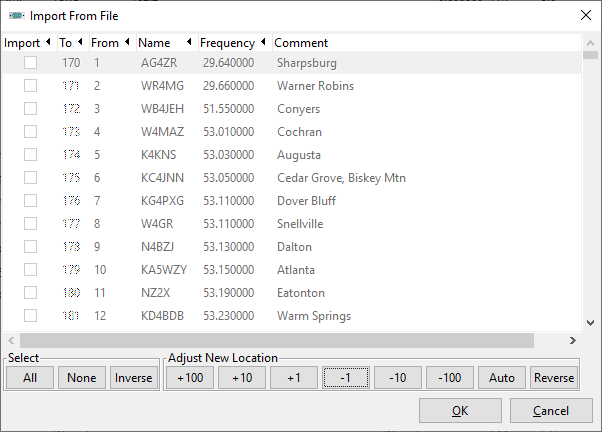 Import From File
Import To From Name Frequency Comment
170 1 AG4ZR 29.640000 Sharpsburg
171 2 WR4MG 29.660000 Warner Robins
172 3 WB4JEH 51.550000 Conyers
173 4 W4MAZ 53.010000 Cochran
174 5 K4KNS 53.030000 Augusta
175 6 KC4JNN 53.050000 Cedar Grove, Biskey Mtn
176 7 KG4PXG 53.110000 Dover Bluff
177 8 W4GR 53.110000 Snellville
178 9 N4BZJ 53.130000 Dalton
179 10 KA5WZY 53.150000 Atlanta
180 11 NZ2X 53.190000 Eatonton
181 12 KD4BDB 53.230000 Warm Springs
Select Adjust New Location
All None Inverse +100 +10 +1 -1 -10 -100 Auto Reverse
OK Cancel